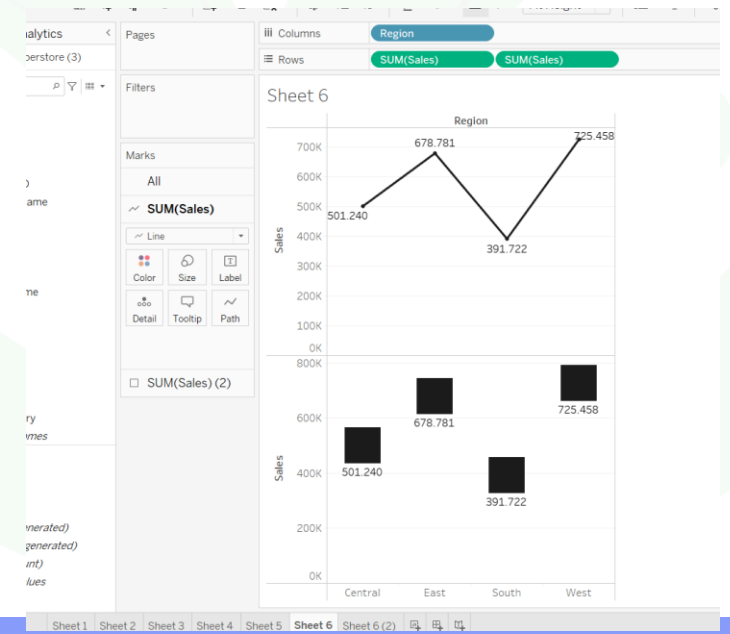 alytics
Pages
Columns
Region
perstore (3)
Rows
SUM(Sales)
SUM(Sales)
Filters
Sheet 6
Region
Marks
All
ame
SUM(Sales)
Line
Color
Size
Label
Detail
Tooltip
Path
me
SUM(Sales) (2)
ry
mes
enerated)
generated)
unt)
lues
Sales
700K
600K
500K
400K
300K
200K
100K
0K
501.240
678.781
391.722
725.458
Sales
800K
600K
400K
200K
0K
501.240
678.781
391.722
725.458
Central
East
South
West
Sheet 1
Sheet 2
Sheet 3
Sheet 4
Sheet 5
Sheet 6
Sheet 6 (2)